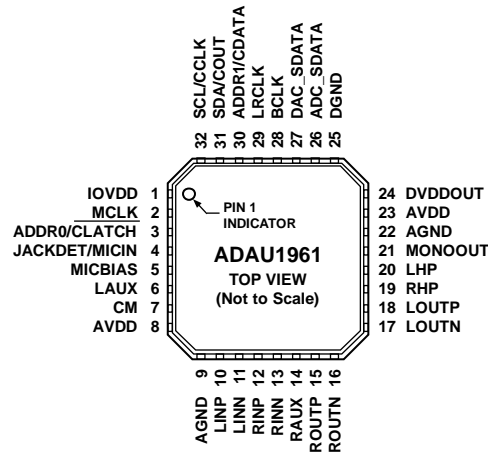 32 SCL/CCLK
31 SDA/COUT
30 ADDR1/CDATA
29 LRCLK
28 BCLK
27 DAC_SDATA
26 ADC_SDATA
25 DGND
IOVDD 1
MCLK 2
ADDR0/CLATCH 3
JACKDET/MICIN 4
MICBIAS 5
LAUX 6
CM 7
AVDD 8
PIN 1
INDICATOR
ADAU1961
TOP VIEW
(Not to Scale)
24 DVDDOUT
23 AVDD
22 AGND
21 MONOOUT
20 LHP
19 RHP
18 LOUTP
17 LOUTN
AGND 9
LINP 10
LINN 11
RINP 12
RINN 13
RAUX 14
ROUTP 15
ROUTN 16